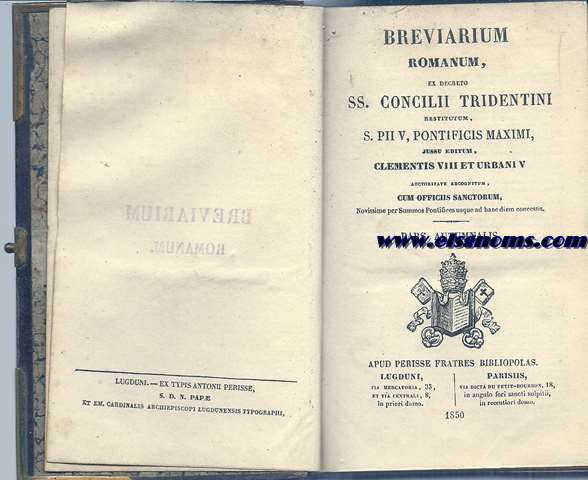 LUGDUNI. — EX TYPIS ANTONII PERISSE,
S. D. N. PAPÆ
ET EM. CARDINALIS ARCHIEPISCOPI LUGDUNENSIS TYPOGRAPHI,
BREVIARIUM
ROMANUM.
BREVIARIUM
ROMANUM,
EX DECRETO
SS. CONCILII TRIDENTINI
RESTITUTUM,
S. PII V, PONTIFICIS MAXIMI,
JUSSU EDITUM,
CLEMENTIS VIII ET URBANI V
AUCTORITATE RECOGNITUM,
CUM OFFICIIS SANCTORUM,
Novissime per Summos Pontifices usque ad hanc diem concessis.
www.elsenoms.com
PARS AUTUMNALIS
APUD PERISSE FRATRES BIBLIOPOLAS.
LUGDUNI,
VIA MERCATORIA, 33,
ET VIÂ CENTRALI, 8,
in priori domo.
PARISIIS,
VIA DICTA DU PETIT-BOURBON, 18,
in angulo fori sancti sulpitii,
in recentiori domo.
1850